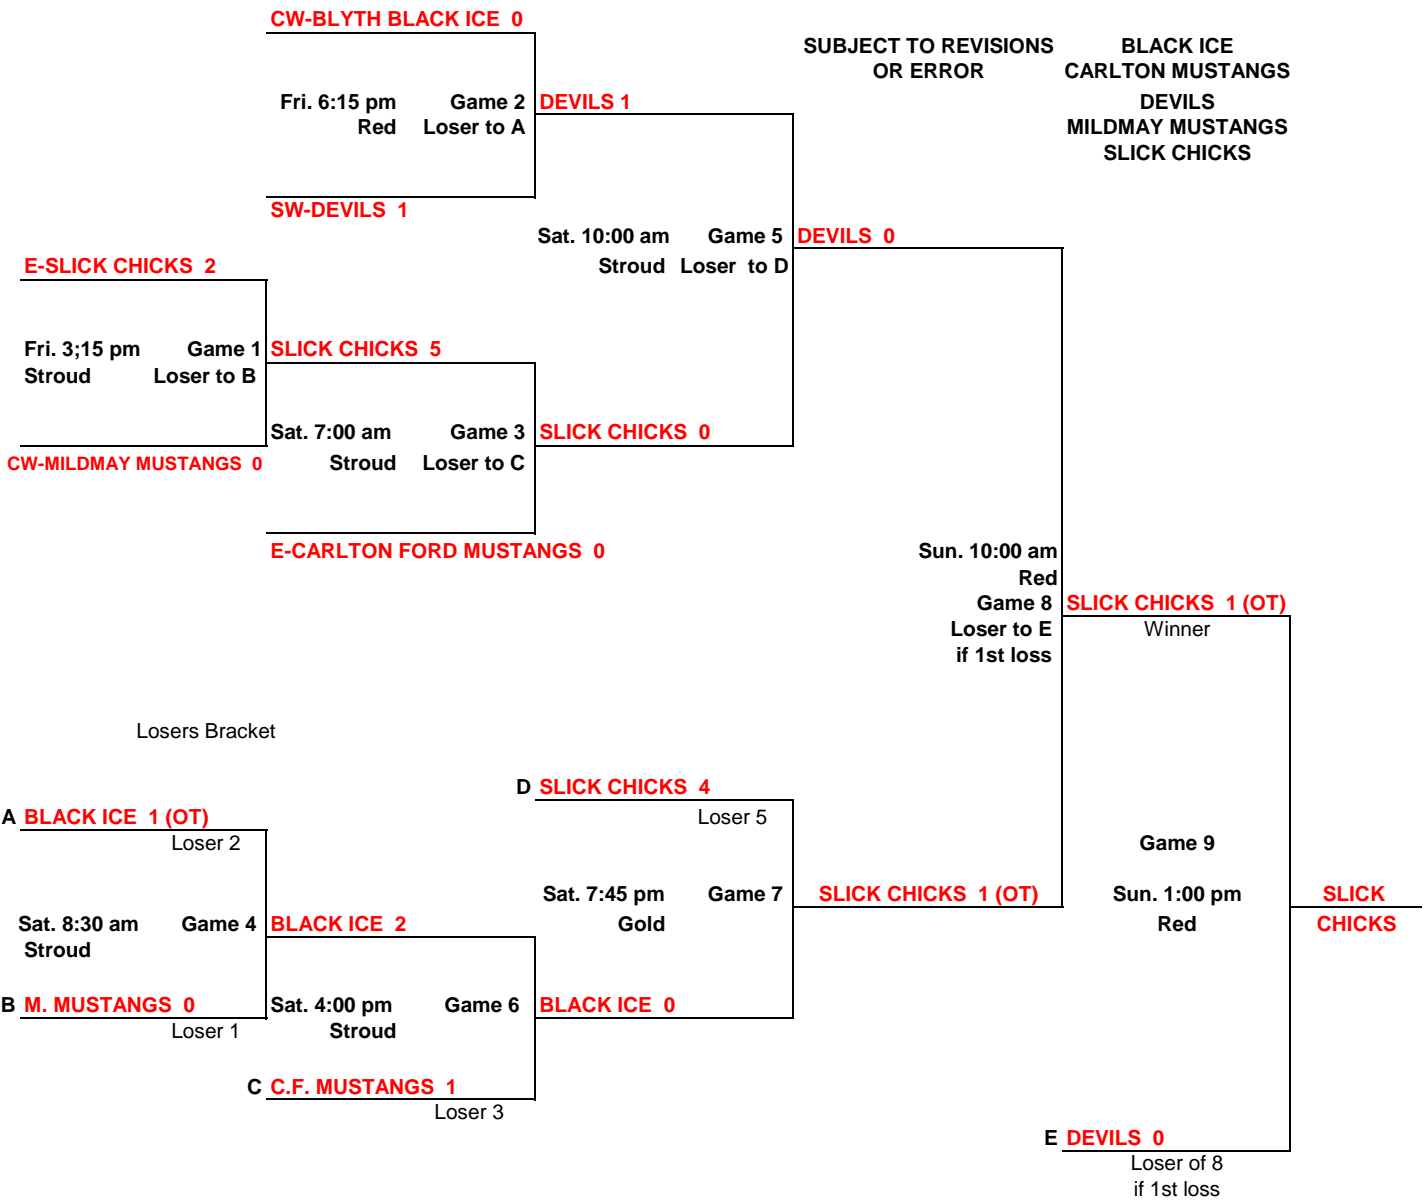 CW-BLYTH BLACK ICE 0
SUBJECT TO REVISIONS
OR ERROR
BLACK ICE
CARLTON MUSTANGS
DEVILS
MILDMAY MUSTANGS
SLICK CHICKS
Fri. 6:15 pm Game 2
Red Loser to A
DEVILS 1
SW-DEVILS 1
Sat. 10:00 am Game 5
Stroud Loser to D
DEVILS 0
E-SLICK CHICKS 2
Fri. 3;15 pm Game 1
Stroud Loser to B
SLICK CHICKS 5
CW-MILDMAY MUSTANGS 0
Sat. 7:00 am Game 3
Stroud Loser to C
SLICK CHICKS 0
E-CARLTON FORD MUSTANGS 0
Sun. 10:00 am
Red
Game 8
Loser to E
if 1st loss
SLICK CHICKS 1 (OT)
Winner
Losers Bracket
D SLICK CHICKS 4
Loser 5
A BLACK ICE 1 (OT)
Loser 2
Game 9
Sat. 7:45 pm Game 7
Gold
SLICK CHICKS 1 (OT)
Sun. 1:00 pm
Red
SLICK
CHICKS
Sat. 8:30 am Game 4
Stroud
BLACK ICE 2
B M. MUSTANGS 0
Loser 1
Sat. 4:00 pm Game 6
Stroud
BLACK ICE 0
C C.F. MUSTANGS 1
Loser 3
E DEVILS 0
Loser of 8
if 1st loss